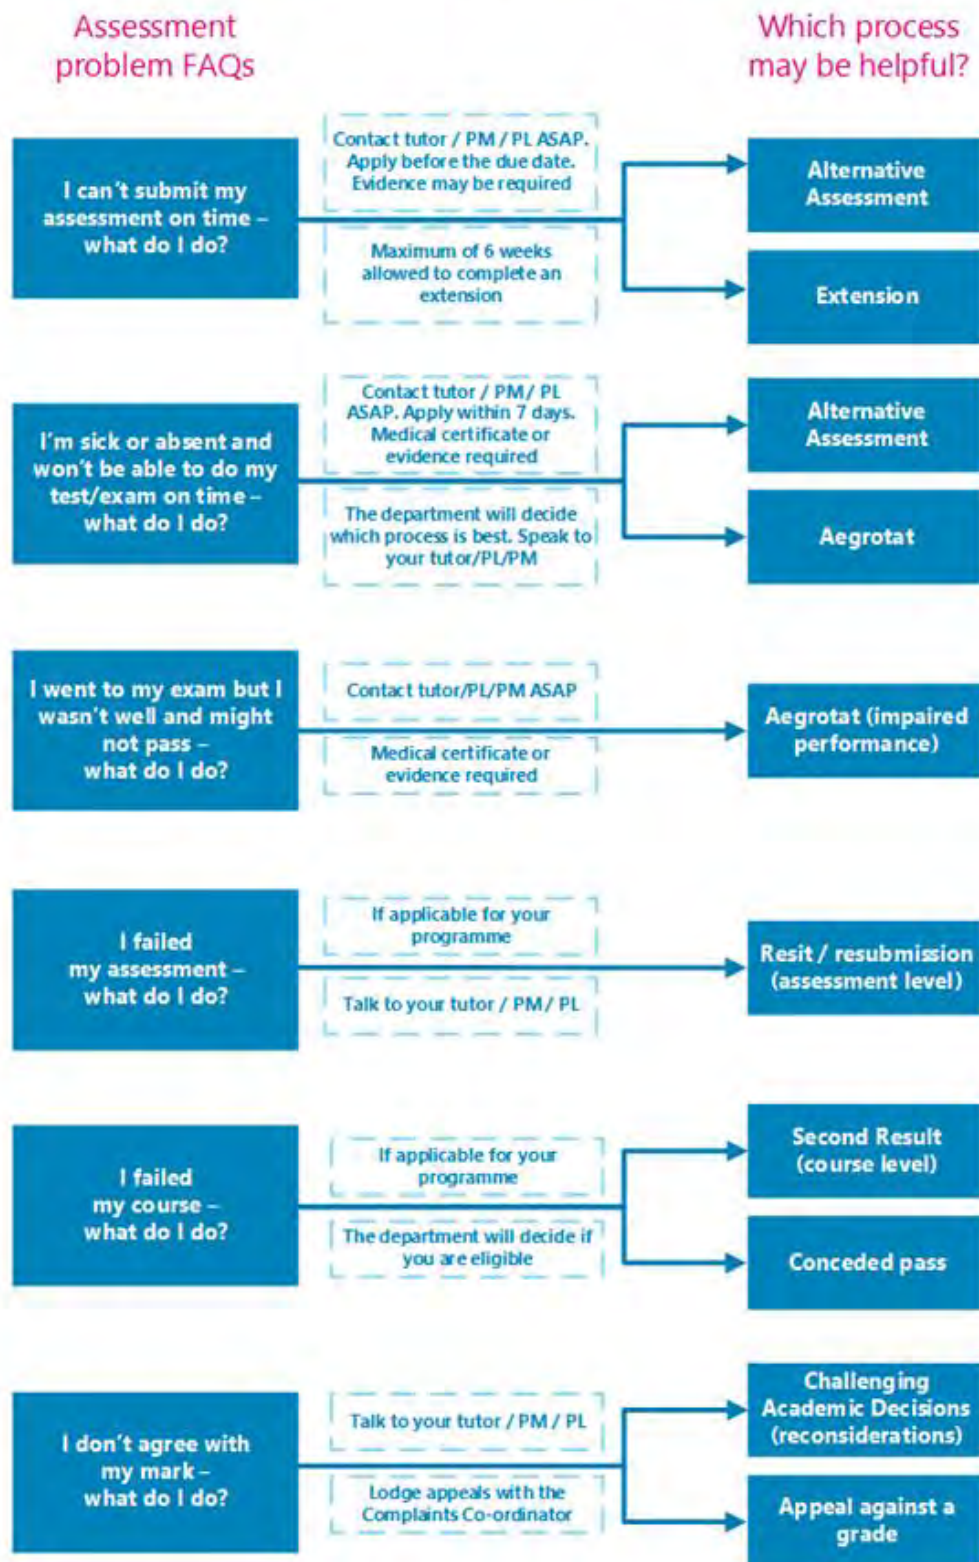 Assessment
problem FAQs
Which process
may be helpful?
I can't submit my
assessment on time –
what do I do?
Contact tutor / PM / PL ASAP.
Apply before the due date.
Evidence may be required
Maximum of 6 weeks
allowed to complete an
extension
Alternative
Assessment
Extension
I'm sick or absent and
won't be able to do my
test/exam on time –
what do I do?
Contact tutor / PM / PL
ASAP. Apply within 7 days.
Medical certificate or
evidence required
The department will decide
which process is best. Speak to
your tutor/PL/PM
Alternative
Assessment
Aegrotat
I went to my exam but I
wasn't well and might
not pass –
what do I do?
Contact tutor/PL/PM ASAP
Medical certificate or
evidence required
Aegrotat (impaired
performance)
I failed
my assessment –
what do I do?
If applicable for your
programme
Talk to your tutor / PM / PL
Resit / resubmission
(assessment level)
I failed
my course –
what do I do?
If applicable for your
programme
The department will decide if
you are eligible
Second Result
(course level)
Conceded pass
I don't agree with
my mark –
what do I do?
Talk to your tutor / PM / PL
Lodge appeals with the
Complaints Co-ordinator
Challenging
Academic Decisions
(reconsiderations)
Appeal against a
grade